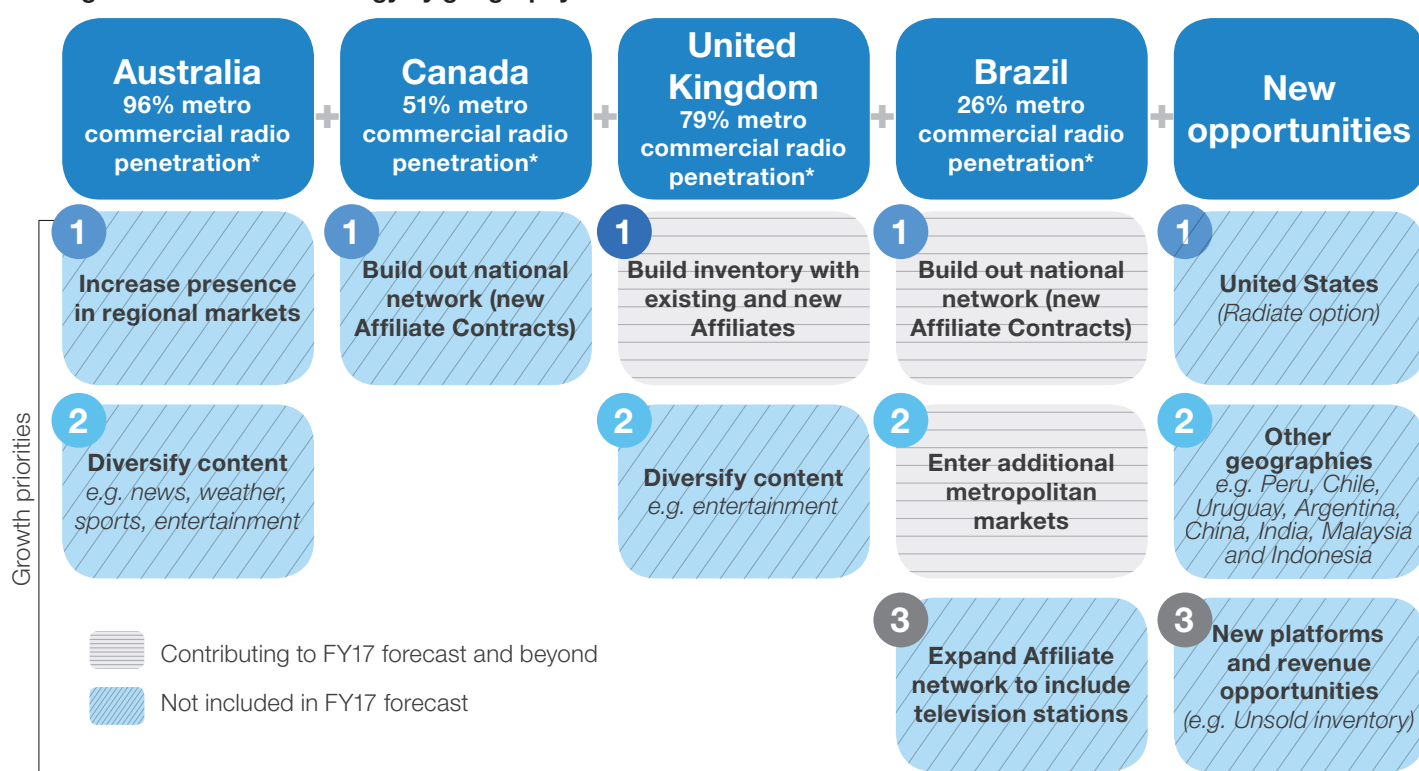 Australia
96% metro
commercial radio
penetration*
Canada
51% metro
commercial radio
penetration*
United
Kingdom
79% metro
commercial radio
penetration*
Brazil
26% metro
commercial radio
penetration*
New
opportunities
Growth priorities
1
Increase presence
in regional markets
1
Build out national
network (new
Affiliate Contracts)
1
Build inventory with
existing and new
Affiliates
1
Build out national
network (new
Affiliate Contracts)
1
United States
(Radiate option)
2
Diversify content
e.g. news, weather,
sports, entertainment
2
Diversify content
e.g. entertainment
2
Enter additional
metropolitan
markets
2
Other
geographies
e.g. Peru, Chile,
Uruguay, Argentina,
China, India, Malaysia
and Indonesia
3
Expand Affiliate
network to include
television stations
3
New platforms
and revenue
opportunities
(e.g. Unsold inventory)
Contributing to FY17 forecast and beyond
Not included in FY17 forecast